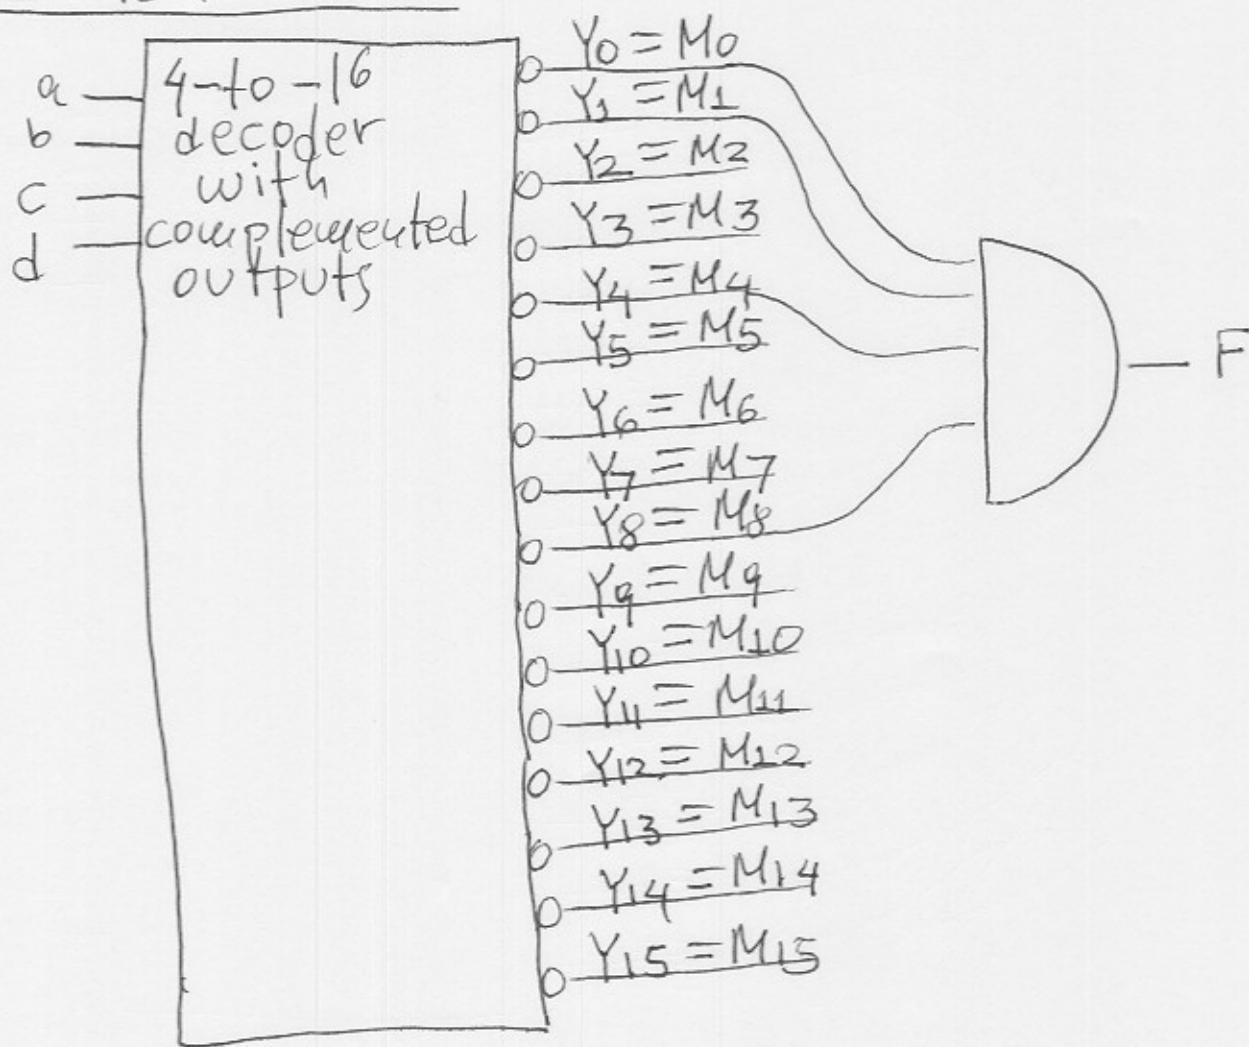 a
b
c
d
4-to-16
decoder
with
complemented
outputs
Y0 = M0
Y1 = M1
Y2 = M2
Y3 = M3
Y4 = M4
Y5 = M5
Y6 = M6
Y7 = M7
Y8 = M8
Y9 = M9
Y10 = M10
Y11 = M11
Y12 = M12
Y13 = M13
Y14 = M14
Y15 = M15
F